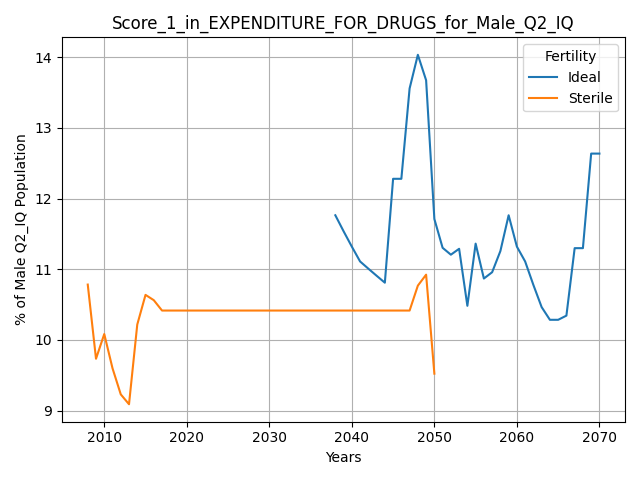 Score_1_in_EXPENDITURE_FOR_DRUGS_for_Male_Q2_IQ
Fertility
Ideal
Sterile
% of Male Q2_IQ Population
14
13
12
11
10
9
2010 2020 2030 2040 2050 2060 2070
Years